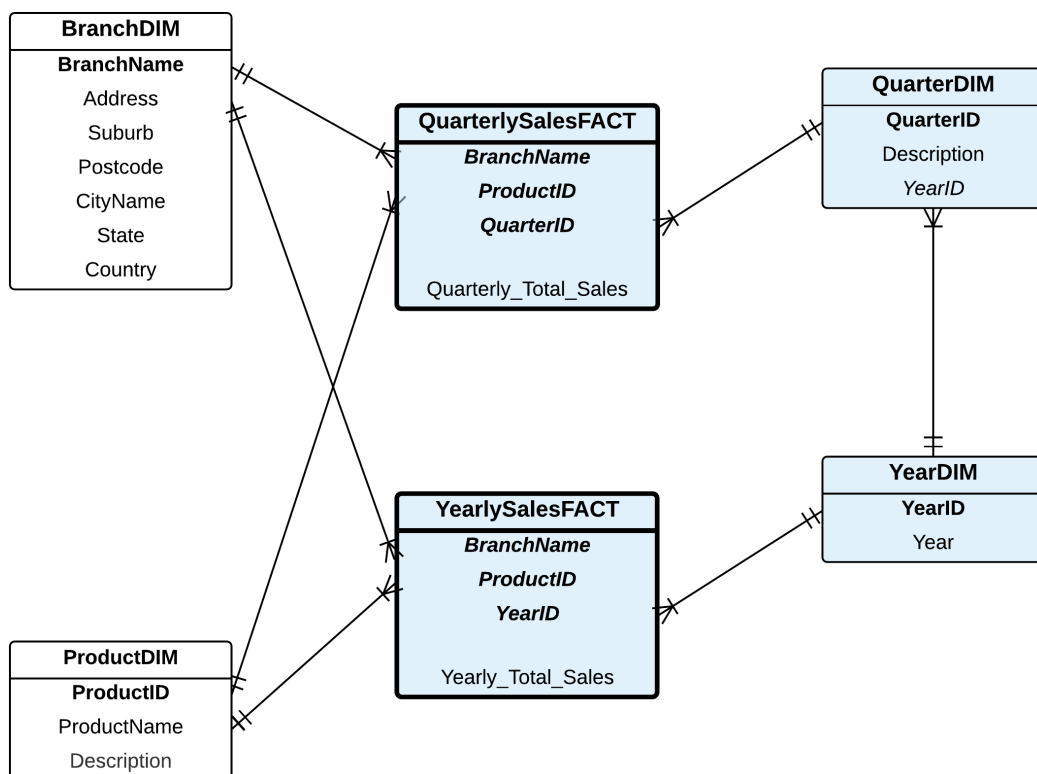 BranchDIM
BranchName
Address
Suburb
Postcode
CityName
State
Country
QuarterlySalesFACT
BranchName
ProductID
QuarterID
Quarterly_Total_Sales
QuarterDIM
QuarterID
Description
YearID
YearlySalesFACT
BranchName
ProductID
YearID
Yearly_Total_Sales
YearDIM
YearID
Year
ProductDIM
ProductID
ProductName
Description